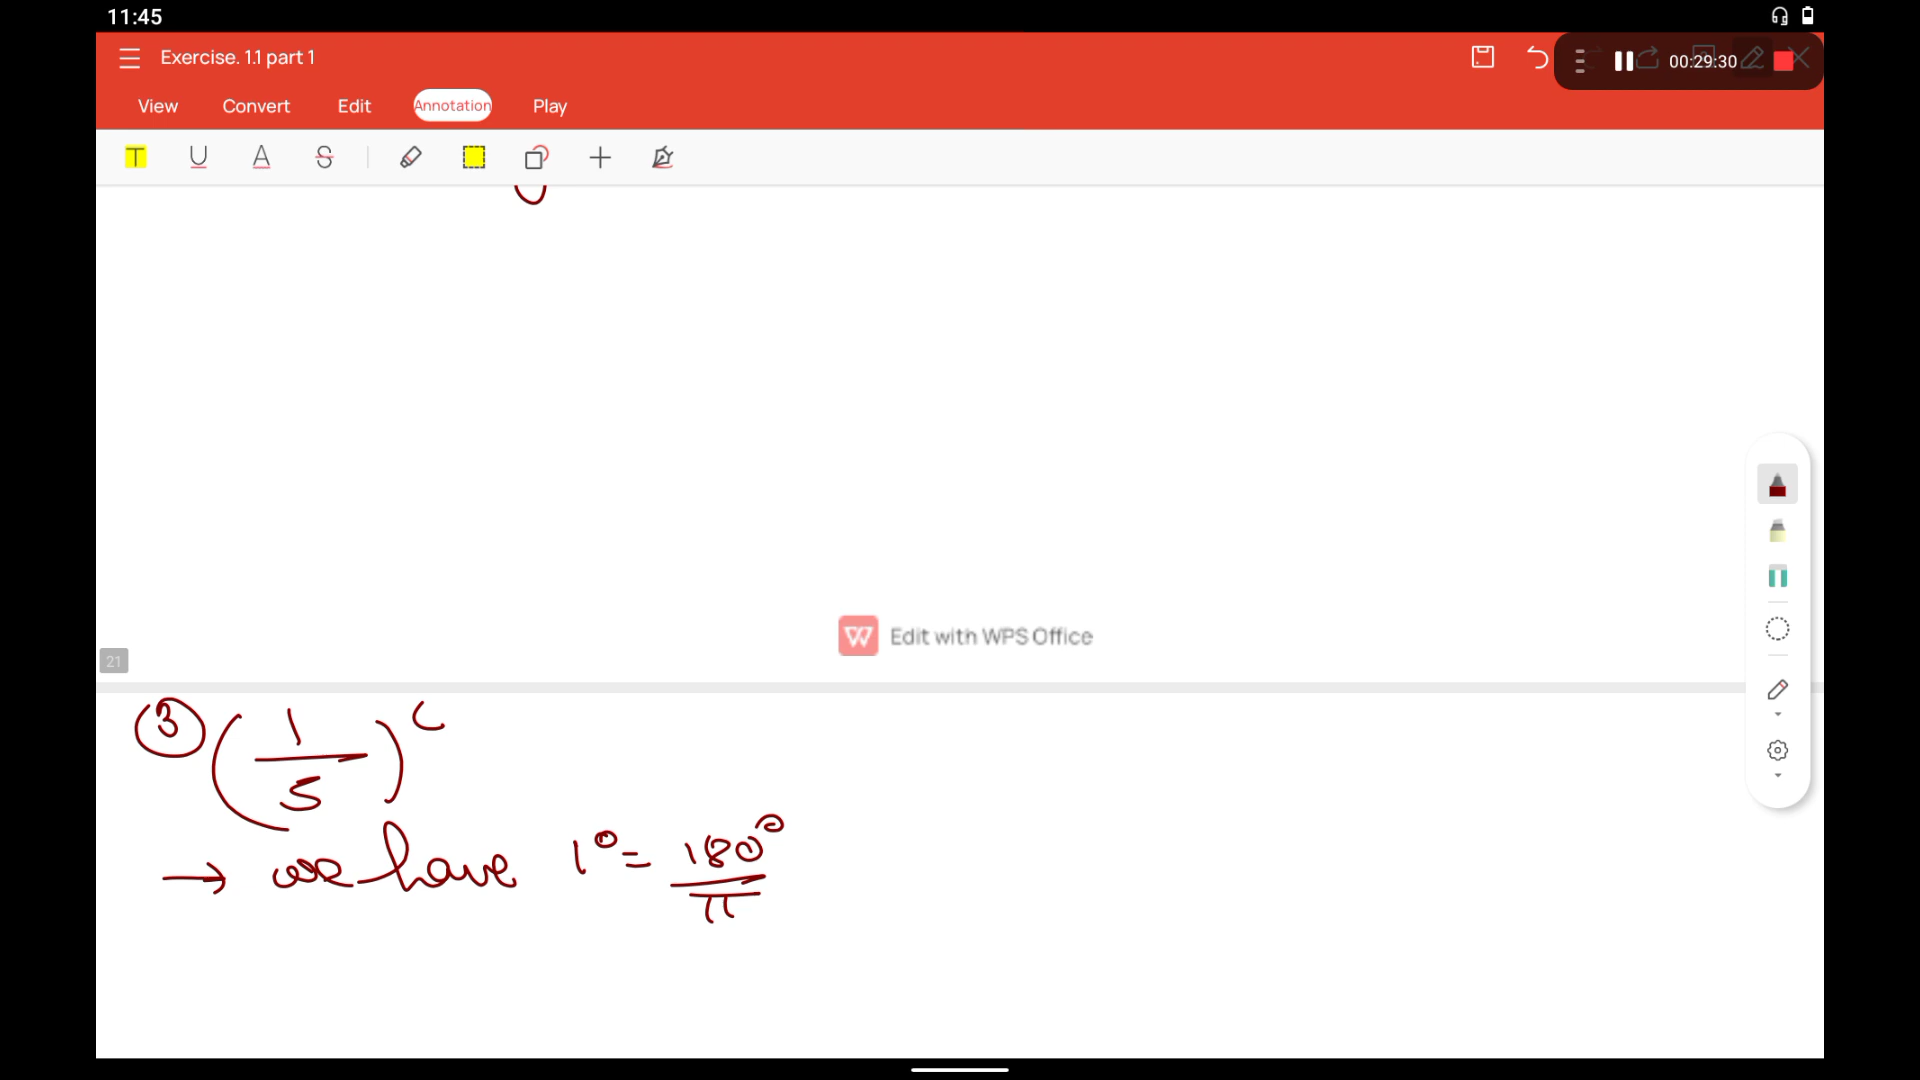 11:45
Exercise. 1.1 part 1
00:29:30
View Convert Edit Annotation Play
T U A S
Edit with WPS Office
21
3 (1/5)^c
→ we have 1° = 180°/π